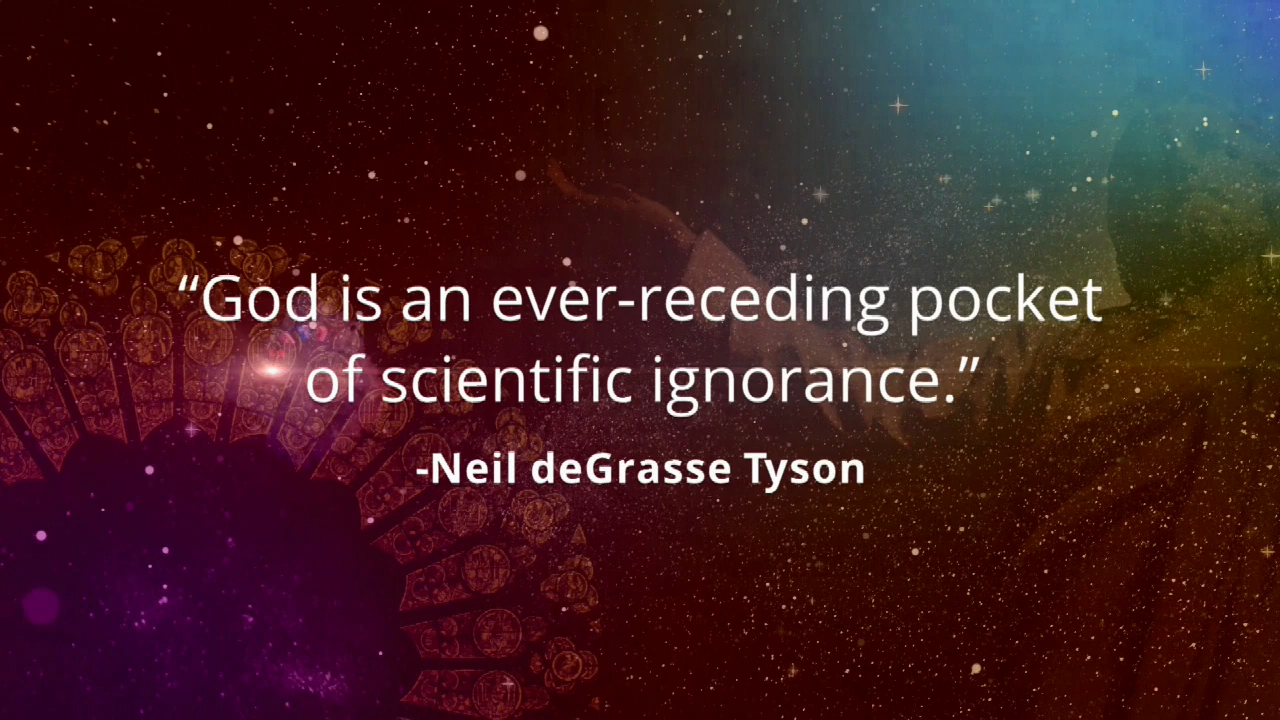 “God is an ever-receding pocket
of scientific ignorance.”
-Neil deGrasse Tyson